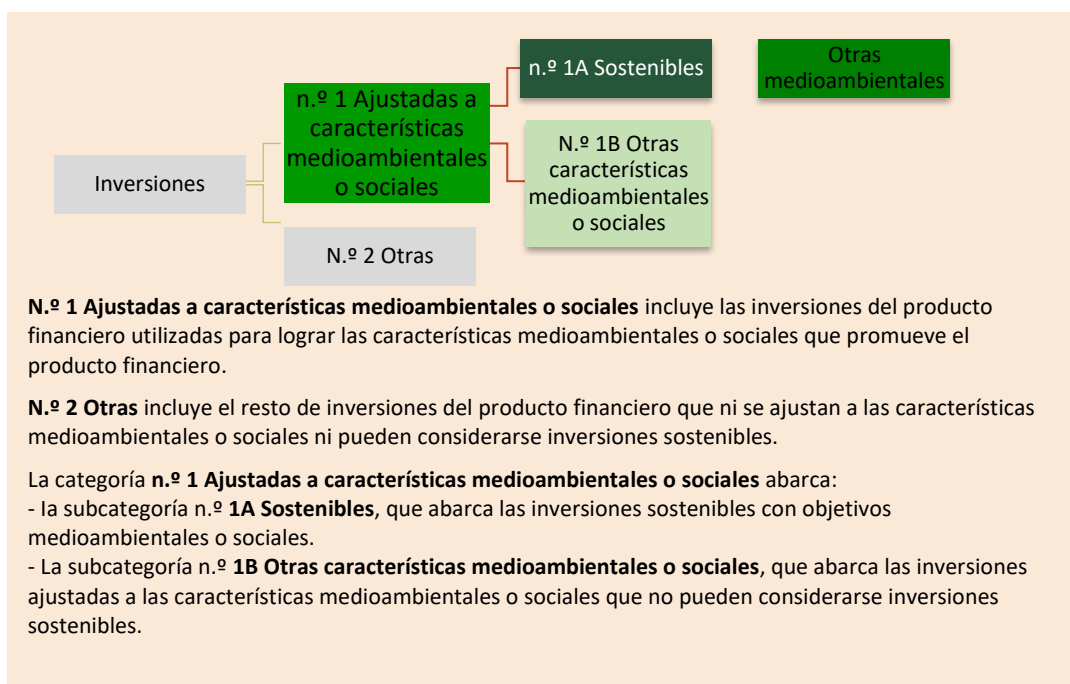 n.º 1A Sostenibles
Otras
medioambientales
n.º 1 Ajustadas a
características
medioambientales
o sociales
N.º 1B Otras
características
medioambientales
o sociales
Inversiones
N.º 2 Otras
N.º 1 Ajustadas a características medioambientales o sociales incluye las inversiones del producto
financiero utilizadas para lograr las características medioambientales o sociales que promueve el
producto financiero.
N.º 2 Otras incluye el resto de inversiones del producto financiero que ni se ajustan a las características
medioambientales o sociales ni pueden considerarse inversiones sostenibles.
La categoría n.º 1 Ajustadas a características medioambientales o sociales abarca:
- la subcategoría n.º 1A Sostenibles, que abarca las inversiones sostenibles con objetivos
medioambientales o sociales.
- La subcategoría n.º 1B Otras características medioambientales o sociales, que abarca las inversiones
ajustadas a las características medioambientales o sociales que no pueden considerarse inversiones
sostenibles.